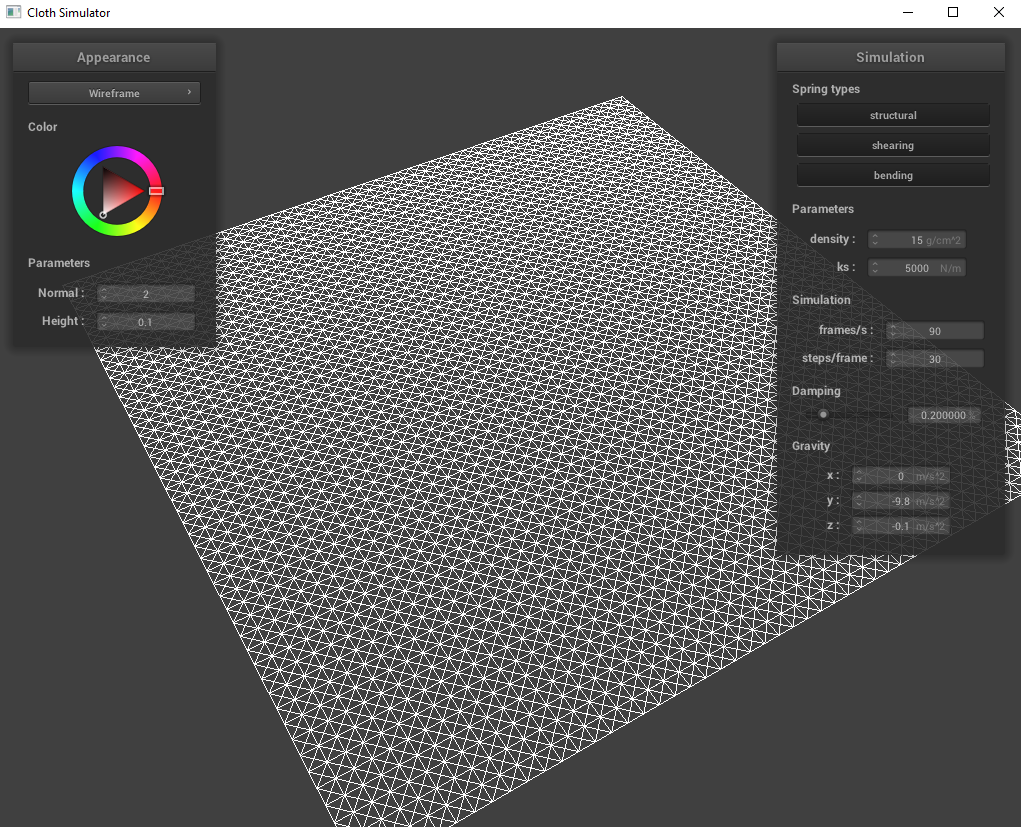 Cloth Simulator
Appearance
Wireframe
Color
Parameters
Normal : 2
Height : 0.1
Simulation
Spring types
structural
shearing
bending
Parameters
density : 15 g/cm^2
ks : 5000 N/m
Simulation
frames/s : 90
steps/frame : 30
Damping
0.200000 %
Gravity
x : 0 m/s^2
y : -9.8 m/s^2
z : -0.1 m/s^2